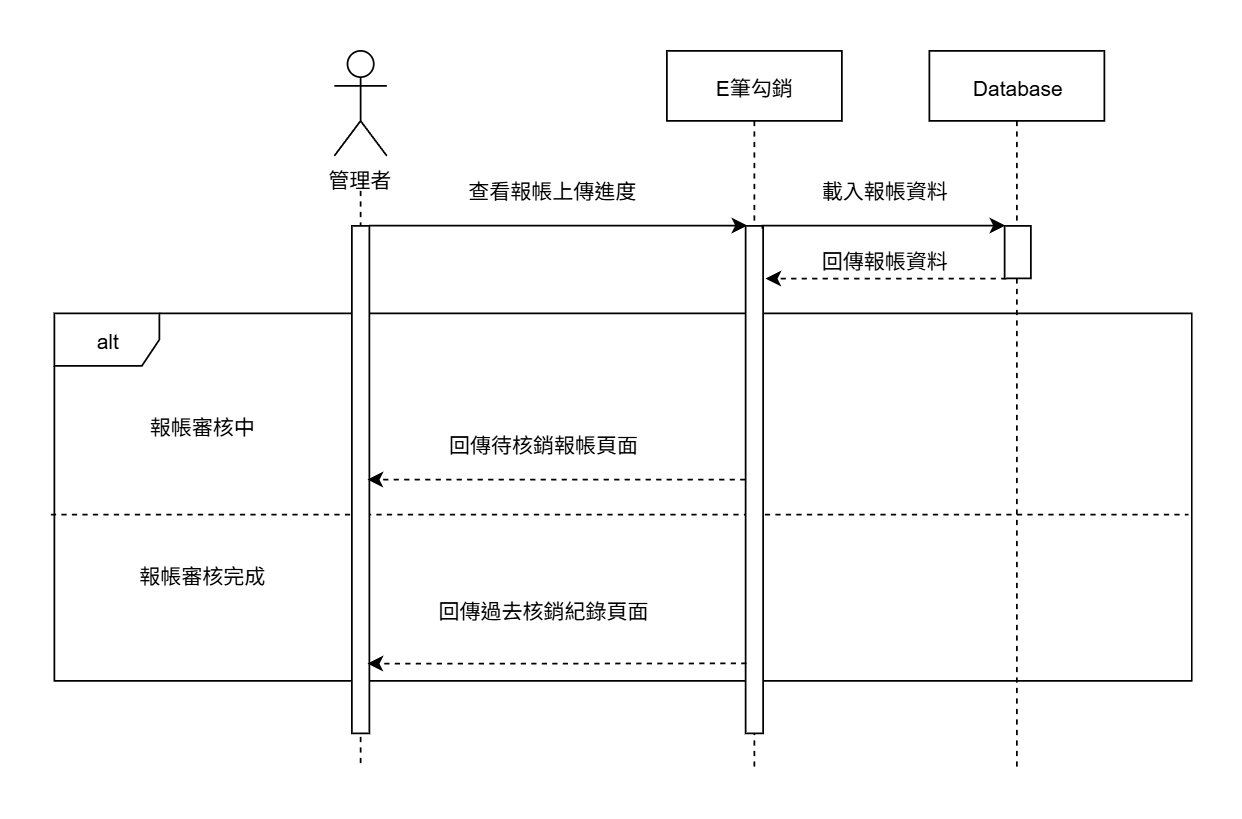 E筆勾銷
Database
管理者
查看報帳上傳進度
載入報帳資料
回傳報帳資料
alt
報帳審核中
回傳待核銷報帳頁面
報帳審核完成
回傳過去核銷紀錄頁面